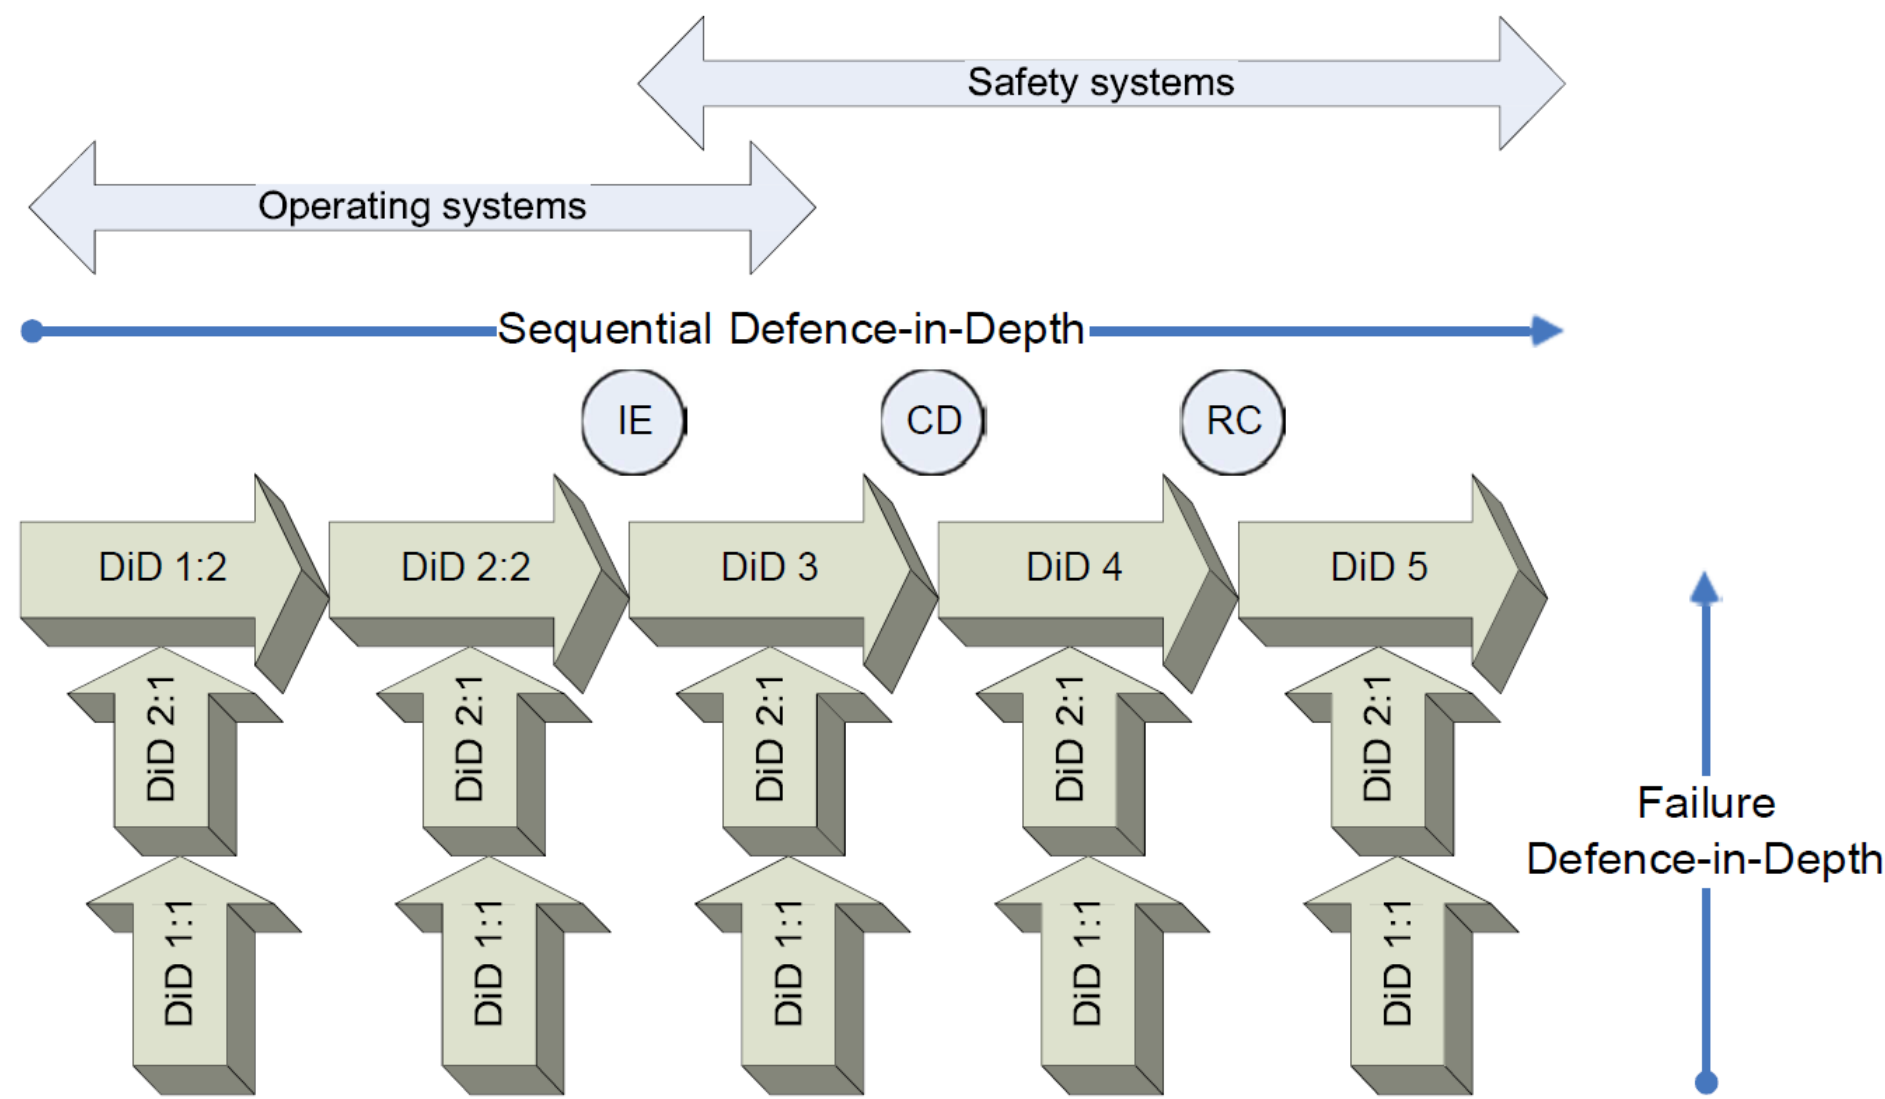 Safety systems
Operating systems
Sequential Defence-in-Depth
IE
CD
RC
DiD 1:2
DiD 2:2
DiD 3
DiD 4
DiD 5
DiD 2:1
DiD 2:1
DiD 2:1
DiD 2:1
DiD 2:1
Failure
Defence-in-Depth
DiD 1:1
DiD 1:1
DiD 1:1
DiD 1:1
DiD 1:1